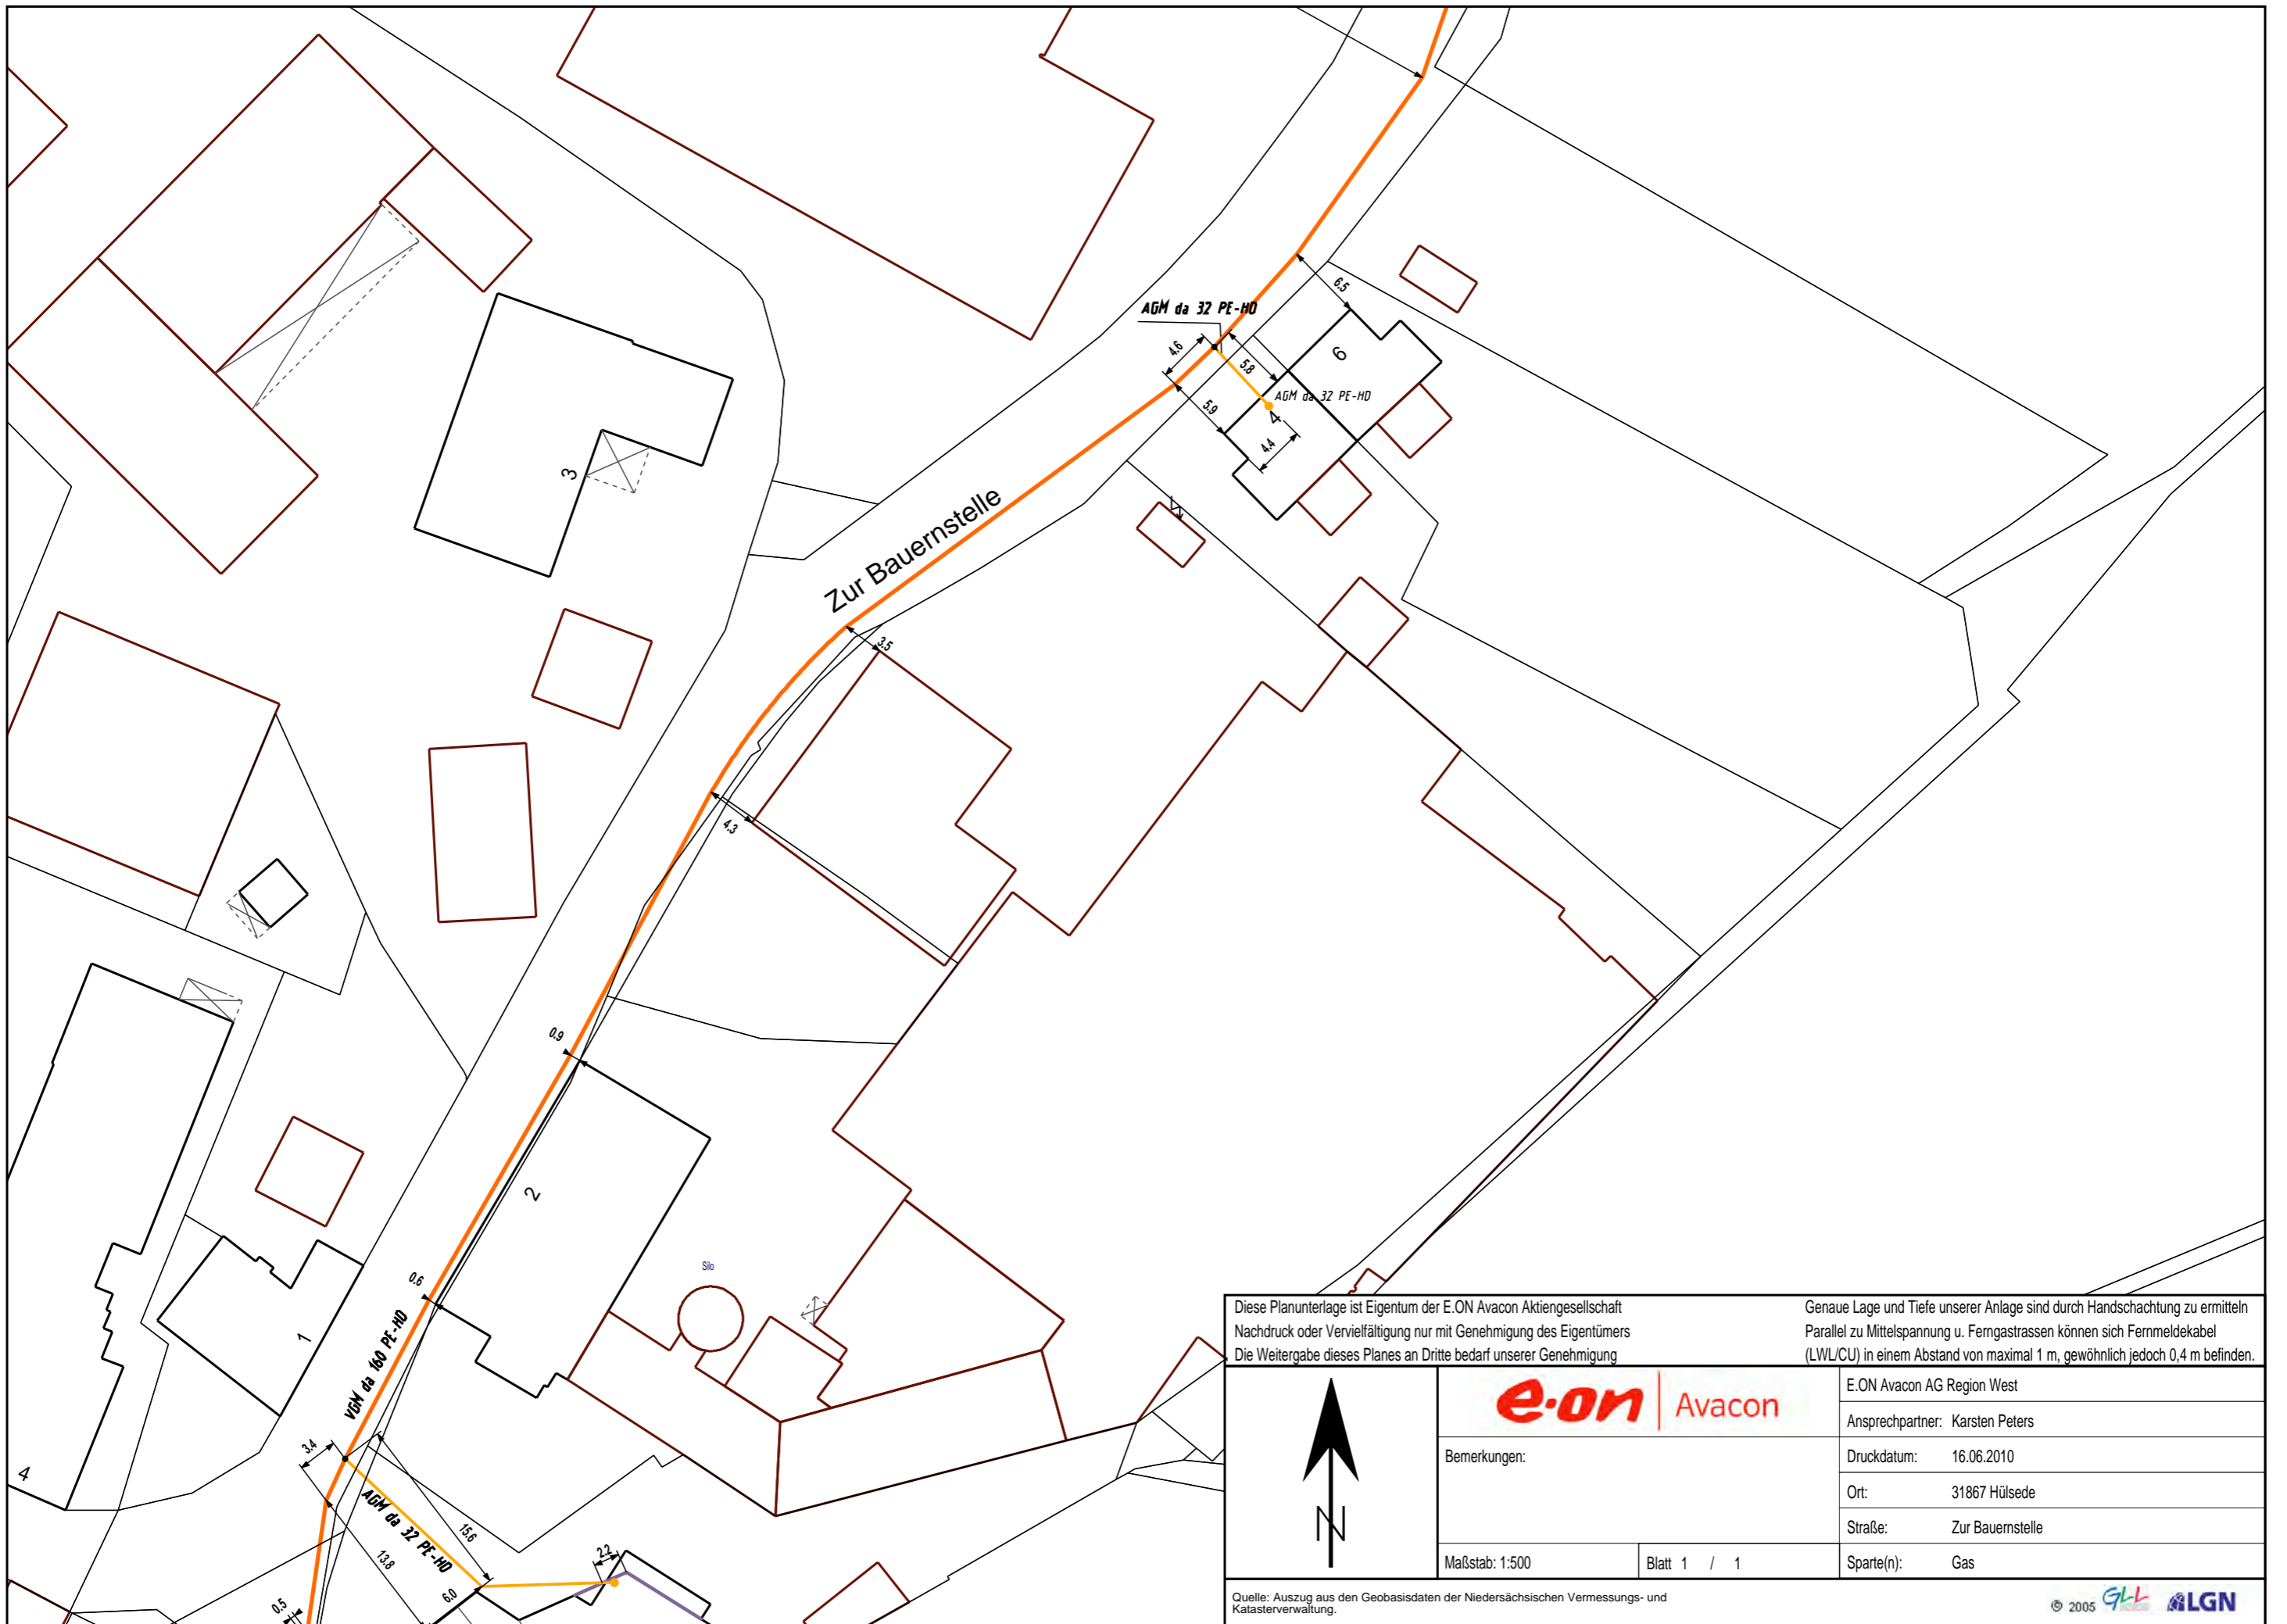 AGM da 32 PE-HD
6.5
4.6
5.8
6
AGM da 32 PE-HD
5.9
4
4.4
3
Zur Bauernstelle
3.5
4.3
0.9
2
0.6
Silo
1
VGM da 160 PE-HD
3.4
4
AGM da 32 PE-HD
15.6
13.8
2.2
6.0
0.5
Diese Planunterlage ist Eigentum der E.ON Avacon Aktiengesellschaft
Nachdruck oder Vervielfältigung nur mit Genehmigung des Eigentümers
Die Weitergabe dieses Planes an Dritte bedarf unserer Genehmigung
Genaue Lage und Tiefe unserer Anlage sind durch Handschachtung zu ermitteln
Parallel zu Mittelspannung u. Ferngastrassen können sich Fernmeldekabel
(LWL/CU) in einem Abstand von maximal 1 m, gewöhnlich jedoch 0,4 m befinden.
N
e·on Avacon
Bemerkungen:
Maßstab: 1:500
Blatt 1 / 1
E.ON Avacon AG Region West
Ansprechpartner: Karsten Peters
Druckdatum: 16.06.2010
Ort: 31867 Hülsede
Straße: Zur Bauernstelle
Sparte(n): Gas
Quelle: Auszug aus den Geobasisdaten der Niedersächsischen Vermessungs- und
Katasterverwaltung.
© 2005 GLL LGN